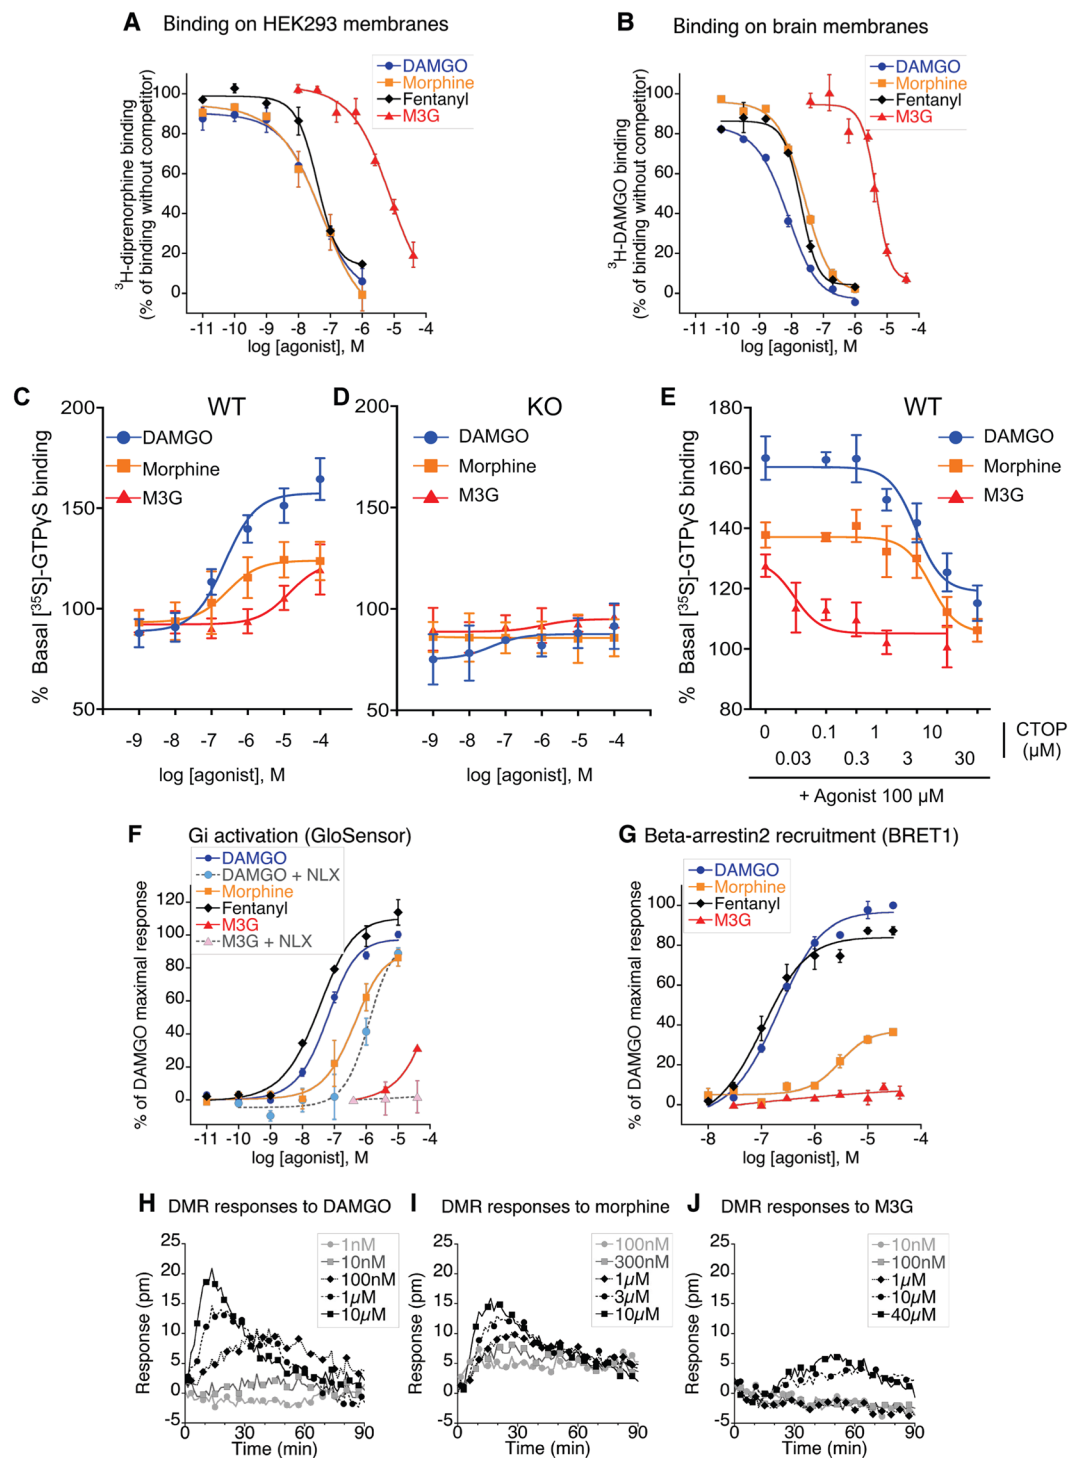 A Binding on HEK293 membranes
DAMGO
Morphine
Fentanyl
M3G
³H-diprenorphine binding
(% of binding without competitor)
100
80
60
40
20
0
-11 -10 -9 -8 -7 -6 -5 -4
log [agonist], M
B Binding on brain membranes
DAMGO
Morphine
Fentanyl
M3G
³H-DAMGO binding
(% of binding without competitor)
100
80
60
40
20
0
-11 -10 -9 -8 -7 -6 -5 -4
log [agonist], M
C WT
DAMGO
Morphine
M3G
% Basal [³⁵S]-GTPγS binding
200
150
100
50
-9 -8 -7 -6 -5 -4
log [agonist], M
D KO
DAMGO
Morphine
M3G
200
150
100
50
-9 -8 -7 -6 -5 -4
log [agonist], M
E WT
DAMGO
Morphine
M3G
% Basal [³⁵S]-GTPγS binding
180
160
140
120
100
80
0 0.1 1 10
0.03 0.3 3 30
CTOP
(µM)
+ Agonist 100 µM
F Gi activation (GloSensor)
DAMGO
DAMGO + NLX
Morphine
Fentanyl
M3G
M3G + NLX
% of DAMGO maximal response
120
100
80
60
40
20
0
-11 -10 -9 -8 -7 -6 -5 -4
log [agonist], M
G Beta-arrestin2 recruitment (BRET1)
DAMGO
Morphine
Fentanyl
M3G
% of DAMGO maximal response
100
80
60
40
20
0
-8 -7 -6 -5 -4
log [agonist], M
H DMR responses to DAMGO
1nM
10nM
100nM
1µM
10µM
Response (pm)
25
20
15
10
5
0
-5
0 30 60 90
Time (min)
I DMR responses to morphine
100nM
300nM
1µM
3µM
10µM
Response (pm)
25
20
15
10
5
0
-5
0 30 60 90
Time (min)
J DMR responses to M3G
10nM
100nM
1µM
10µM
40µM
Response (pm)
25
20
15
10
5
0
-5
0 30 60 90
Time (min)